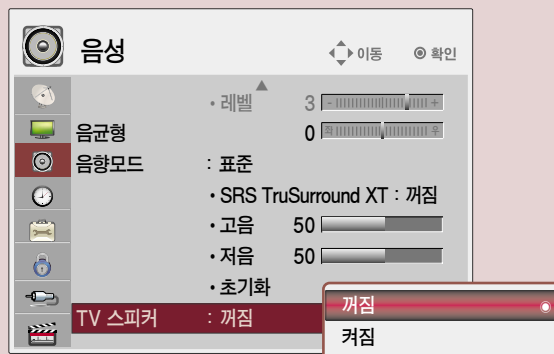 음성 이동 확인
• 레벨 3 - +
음균형 0 좌 우
음향모드 : 표준
• SRS TruSurround XT : 꺼짐
• 고음 50
• 저음 50
• 초기화
TV 스피커 : 꺼짐
꺼짐
켜짐